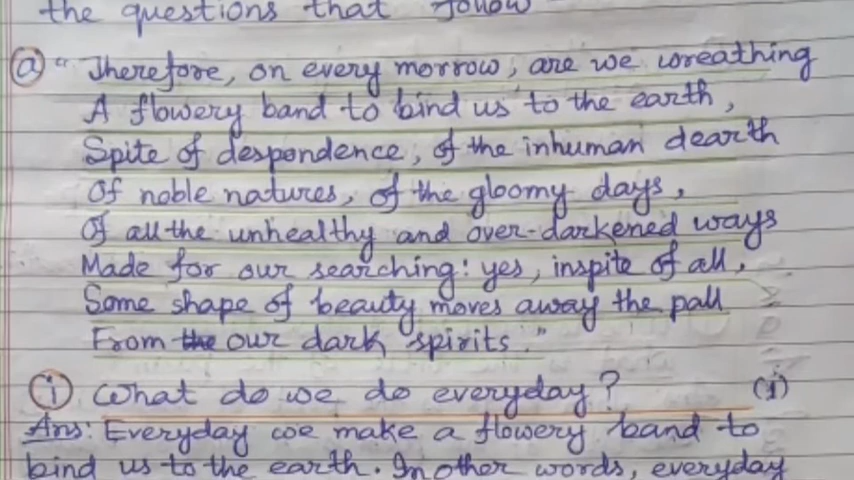 the questions that follow
(a) "Therefore, on every morrow, are we wreathing
A flowery band to bind us to the earth,
Spite of despondence, of the inhuman dearth
Of noble natures, of the gloomy days,
Of all the unhealthy and over-darkened ways
Made for our searching: yes, inspite of all,
Some shape of beauty moves away the pall
From the our dark spirits."
(i) What do we do everyday? (1)
Ans: Everyday we make a flowery band to
bind us to the earth. In other words, everyday